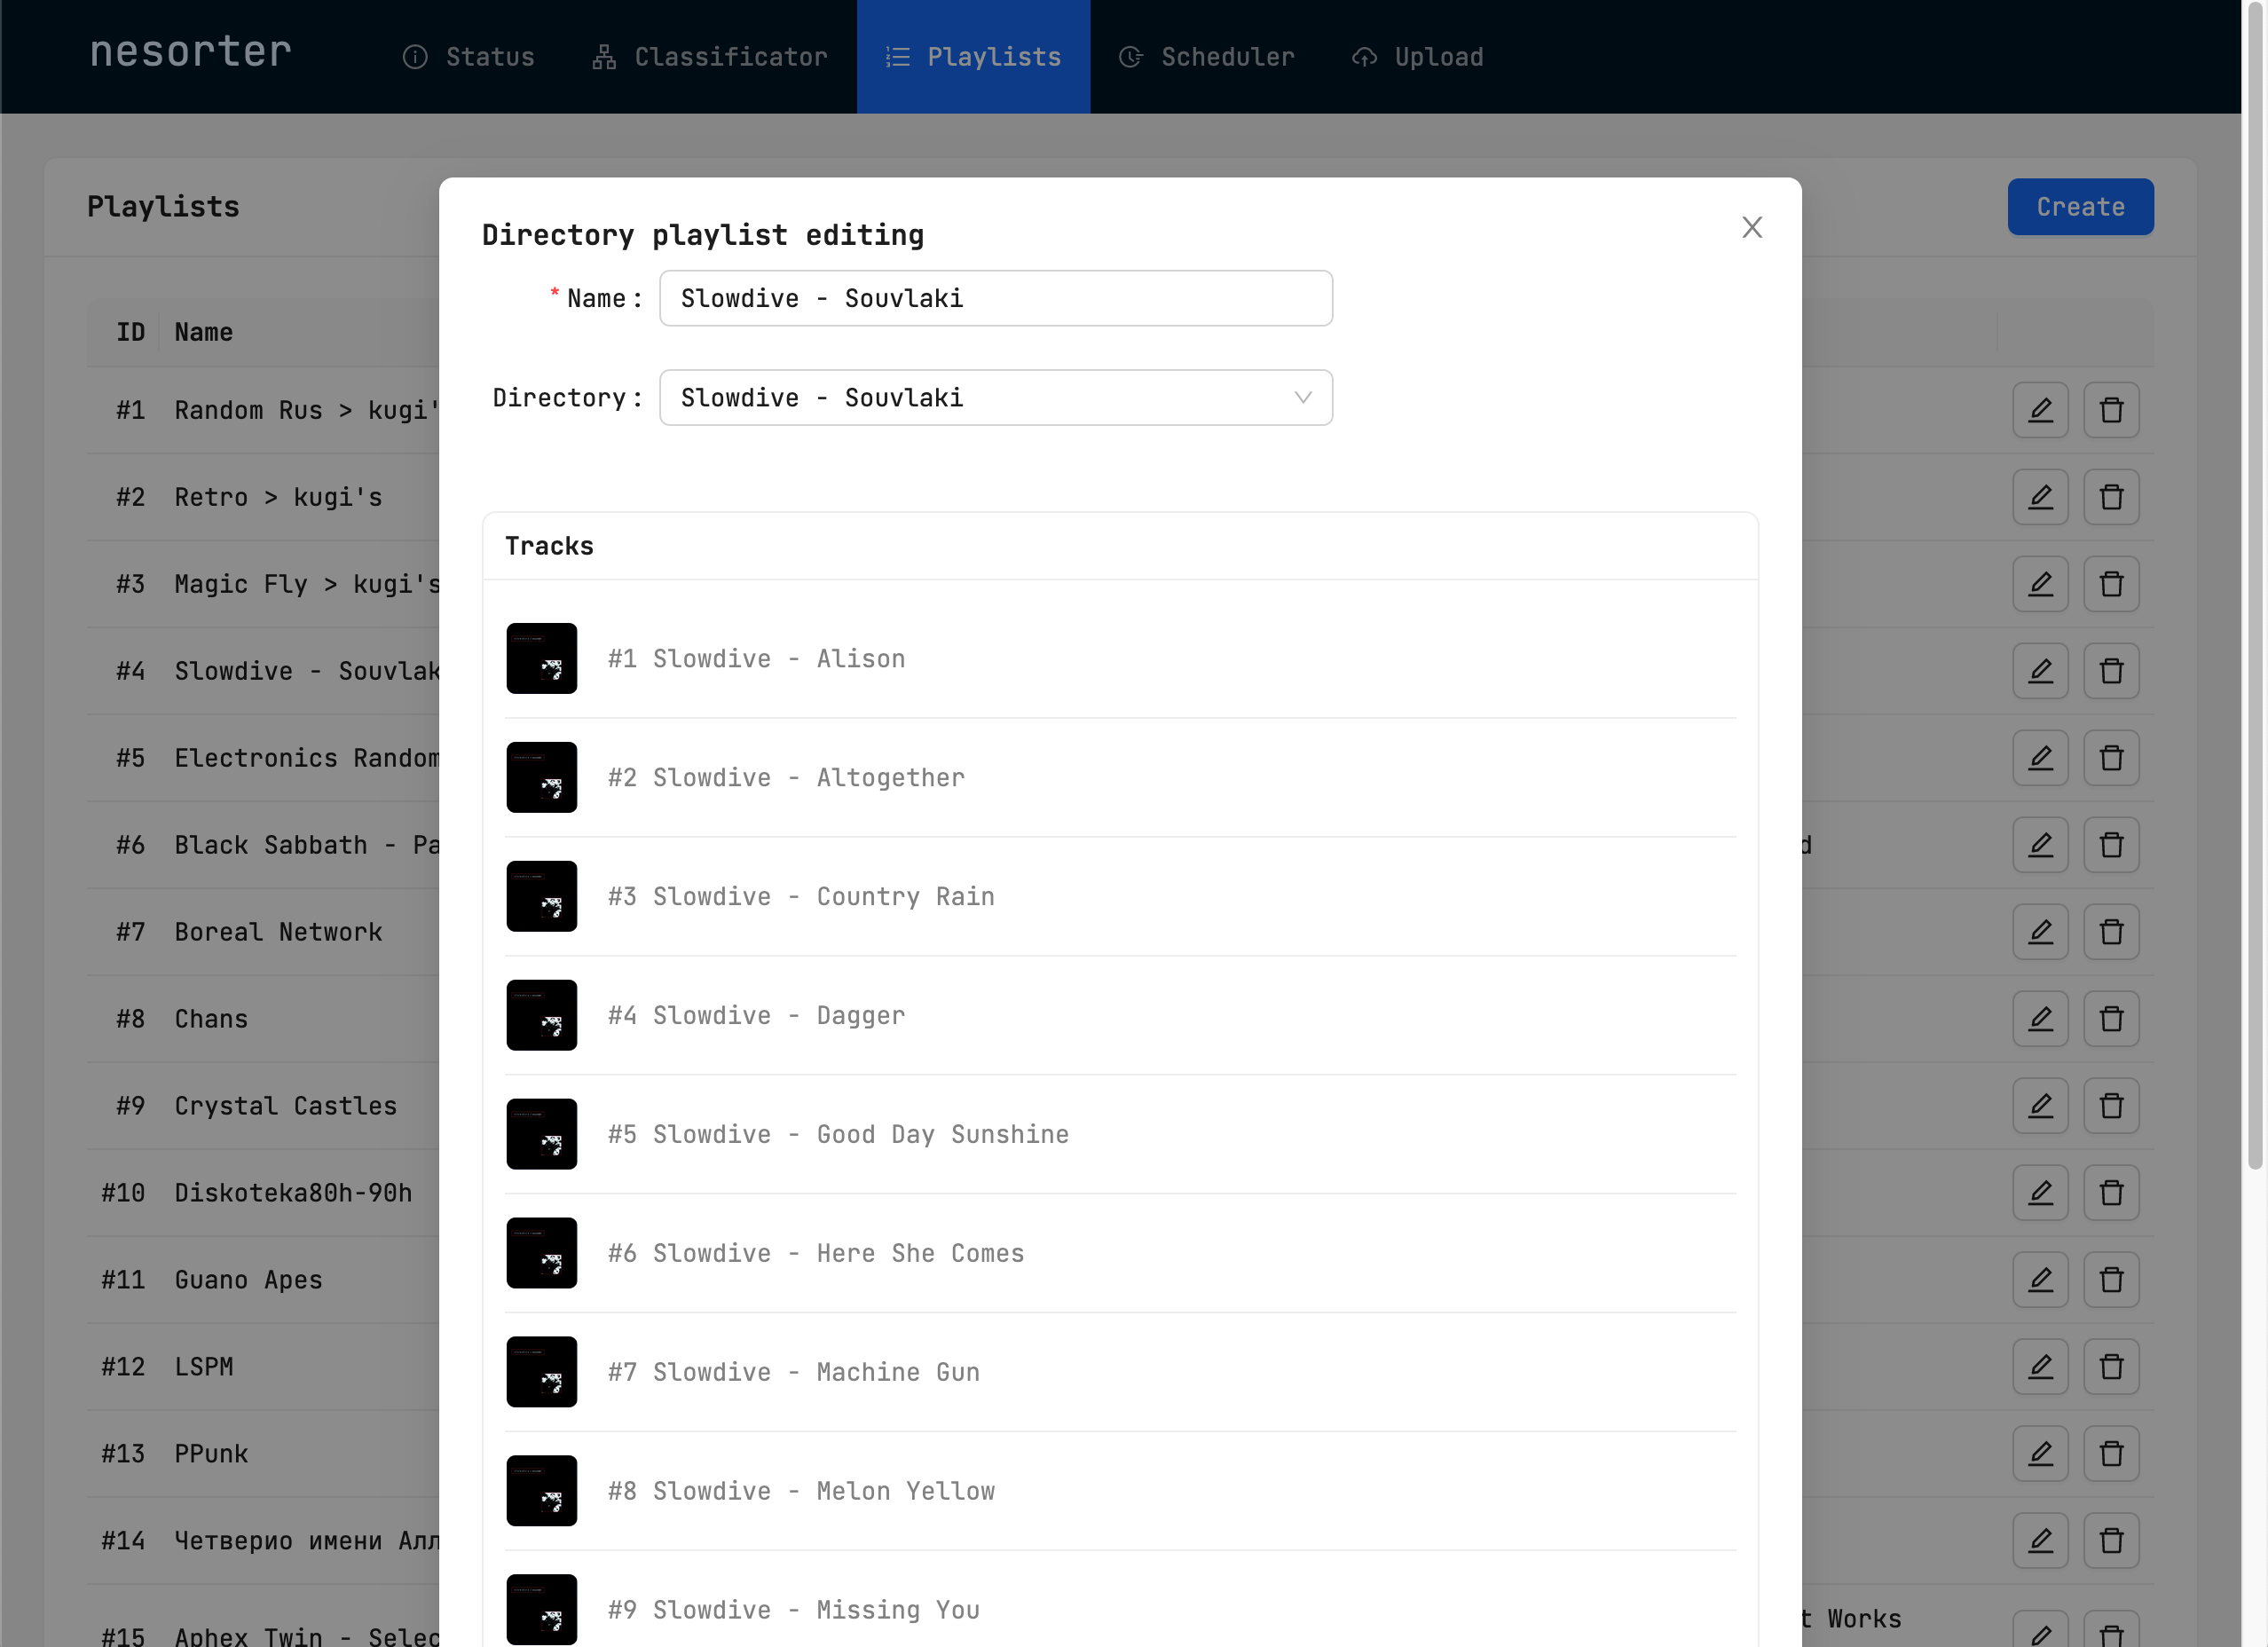 nesorter
Status
Classificator
Playlists
Scheduler
Upload
Playlists
Create
ID Name
#1 Random Rus > kugi'
#2 Retro > kugi's
#3 Magic Fly > kugi's
#4 Slowdive - Souvlak
#5 Electronics Random
#6 Black Sabbath - Pa
d
#7 Boreal Network
#8 Chans
#9 Crystal Castles
#10 Diskoteka80h-90h
#11 Guano Apes
#12 LSPM
#13 PPunk
#14 Четверио имени Алл
#15 Aphex Twin - Selec
t Works
Directory playlist editing
* Name: Slowdive - Souvlaki
Directory: Slowdive - Souvlaki
Tracks
#1 Slowdive - Alison
#2 Slowdive - Altogether
#3 Slowdive - Country Rain
#4 Slowdive - Dagger
#5 Slowdive - Good Day Sunshine
#6 Slowdive - Here She Comes
#7 Slowdive - Machine Gun
#8 Slowdive - Melon Yellow
#9 Slowdive - Missing You